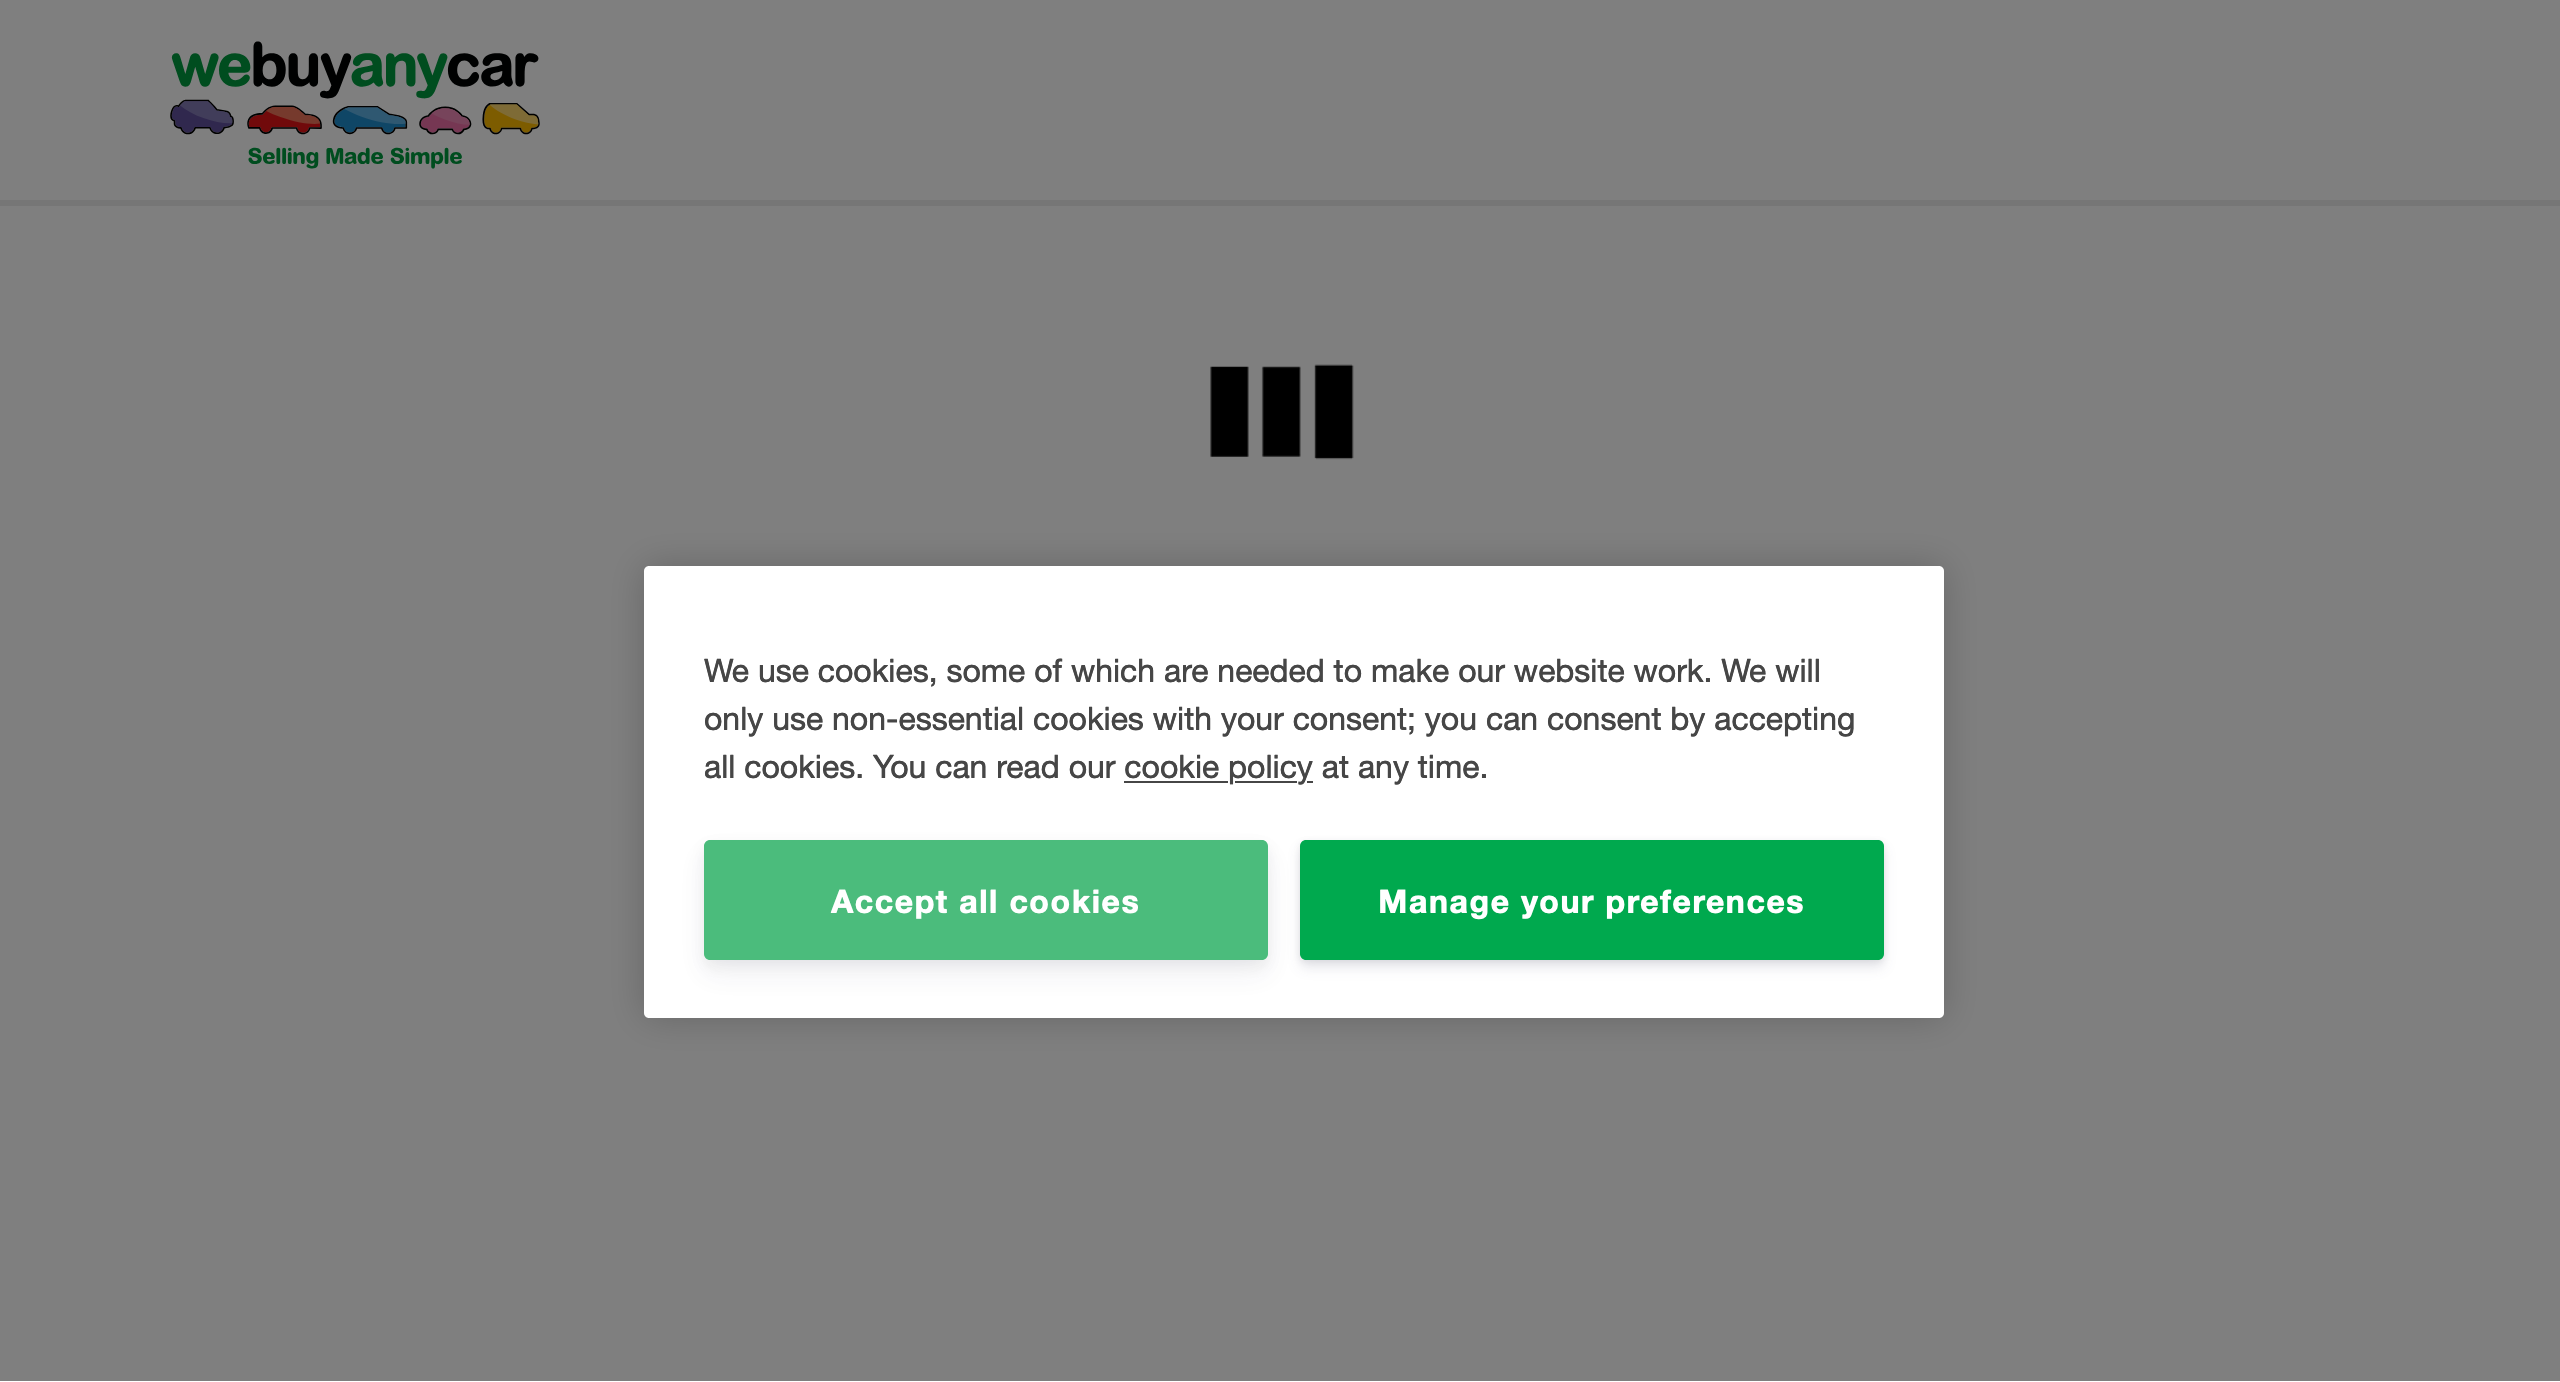 webuyanycar
Selling Made Simple
We use cookies, some of which are needed to make our website work. We will
only use non-essential cookies with your consent; you can consent by accepting
all cookies. You can read our cookie policy at any time.
Accept all cookies
Manage your preferences